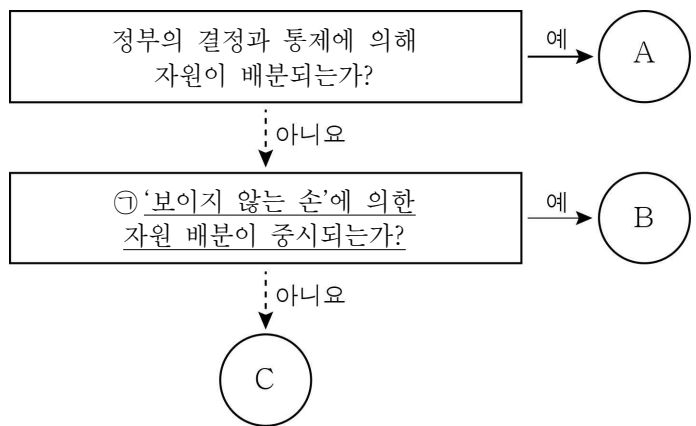 정부의 결정과 통제에 의해
자원이 배분되는가?
예
A
아니요
㉠ ‘보이지 않는 손’에 의한
자원 배분이 중시되는가?
예
B
아니요
C